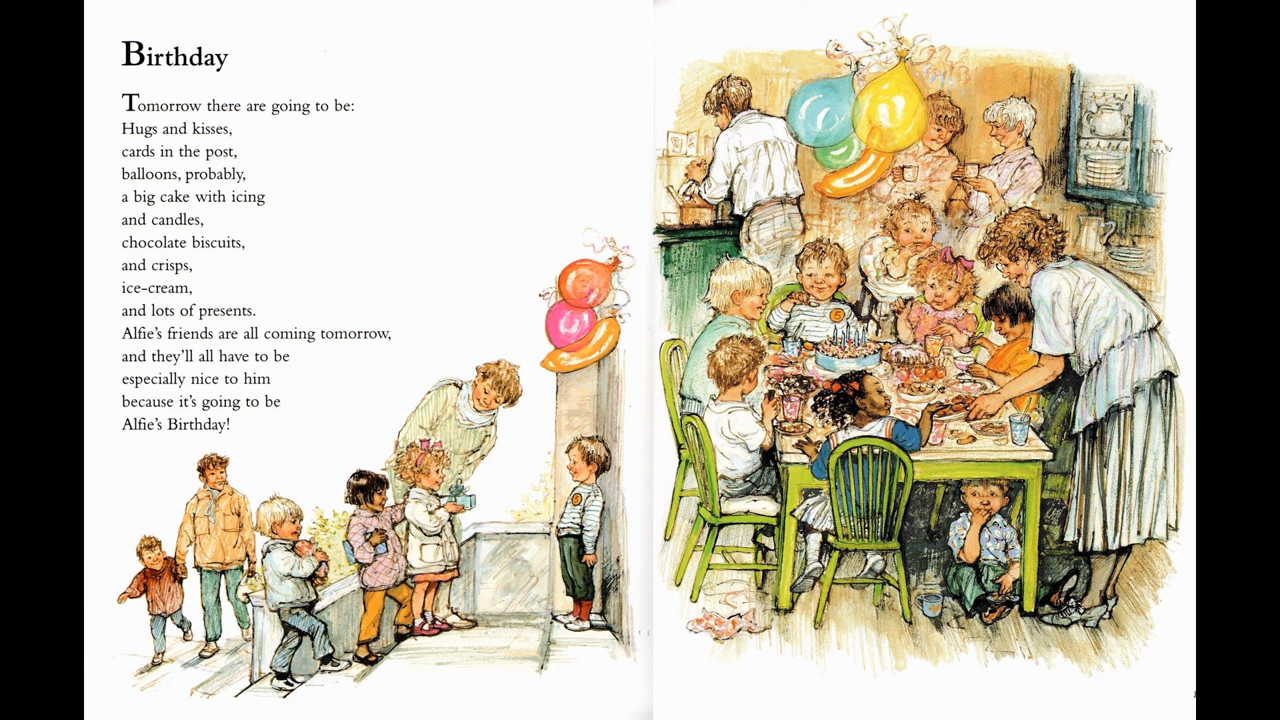 Birthday
Tomorrow there are going to be:
Hugs and kisses,
cards in the post,
balloons, probably,
a big cake with icing
and candles,
chocolate biscuits,
and crisps,
ice-cream,
and lots of presents.
Alfie's friends are all coming tomorrow,
and they'll all have to be
especially nice to him
because it's going to be
Alfie's Birthday!
5
5